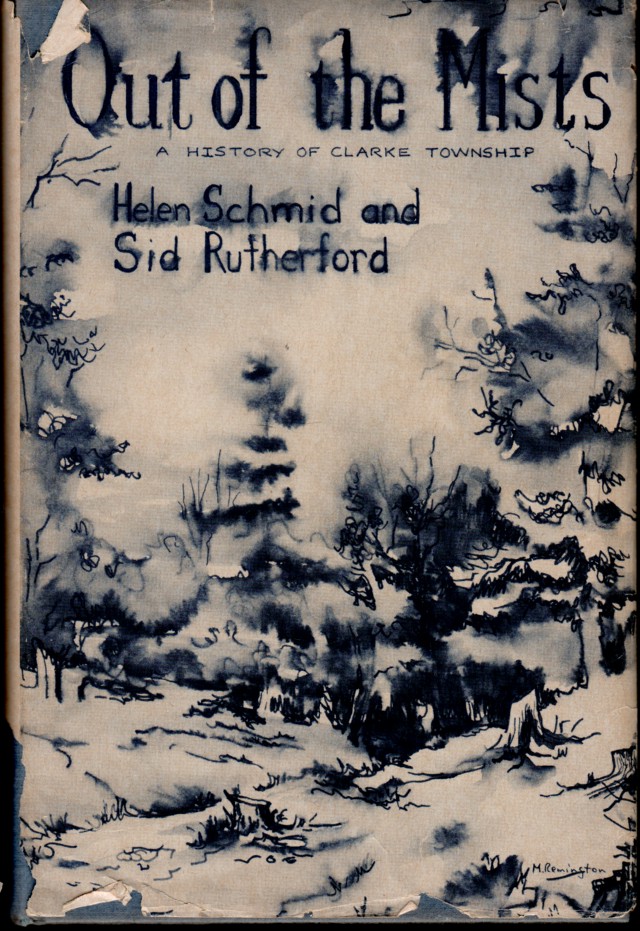 Out of the Mists
A HISTORY OF CLARKE TOWNSHIP
Helen Schmid and
Sid Rutherford
M. Remington